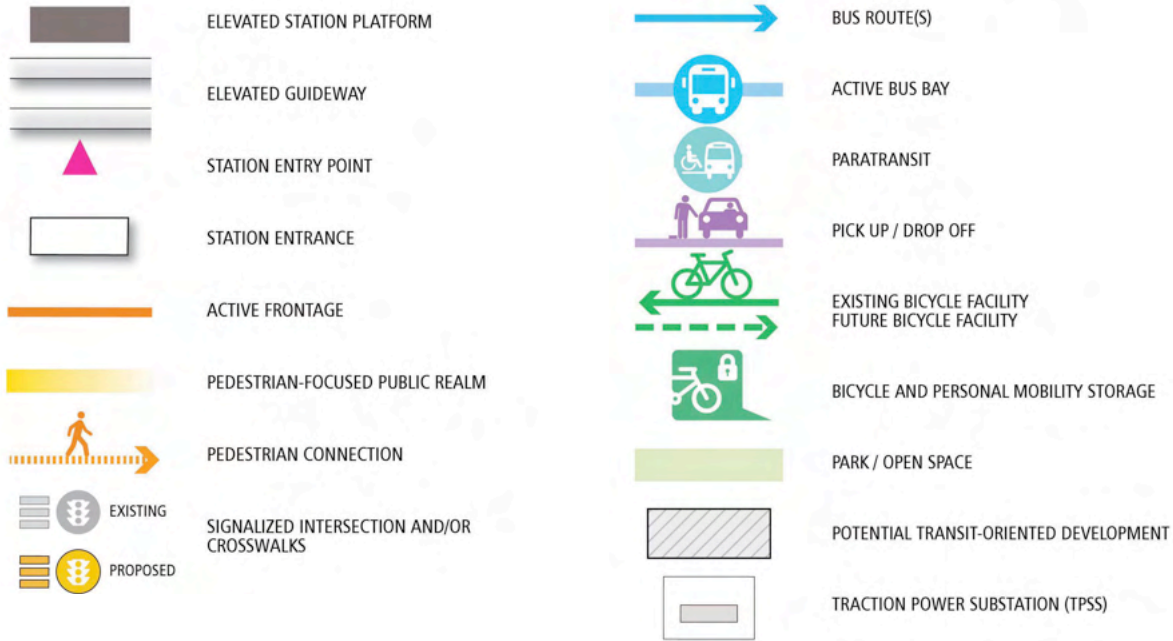 ELEVATED STATION PLATFORM
ELEVATED GUIDEWAY
STATION ENTRY POINT
STATION ENTRANCE
ACTIVE FRONTAGE
PEDESTRIAN-FOCUSED PUBLIC REALM
PEDESTRIAN CONNECTION
EXISTING
SIGNALIZED INTERSECTION AND/OR
CROSSWALKS
PROPOSED
BUS ROUTE(S)
ACTIVE BUS BAY
PARATRANSIT
PICK UP / DROP OFF
EXISTING BICYCLE FACILITY
FUTURE BICYCLE FACILITY
BICYCLE AND PERSONAL MOBILITY STORAGE
PARK / OPEN SPACE
POTENTIAL TRANSIT-ORIENTED DEVELOPMENT
TRACTION POWER SUBSTATION (TPSS)